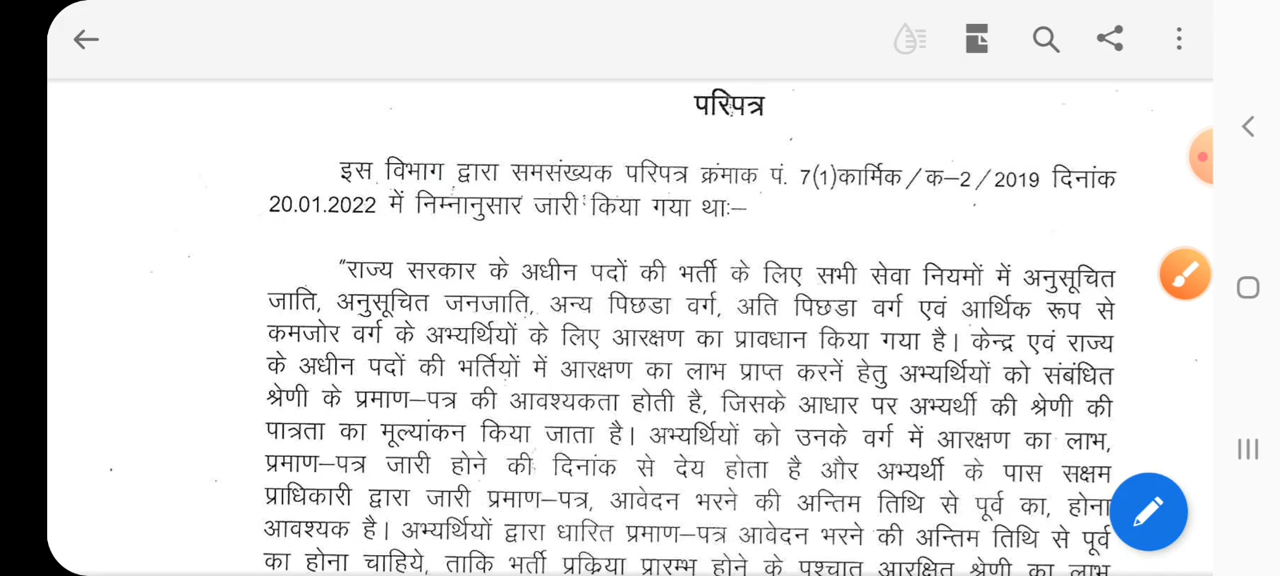 परिपत्र
इस विभाग द्वारा समसंख्यक परिपत्र क्रंमाक पं. 7(1)कार्मिक/क–2/2019 दिनांक
20.01.2022 में निम्नानुसार जारी किया गया थाः–
“राज्य सरकार के अधीन पदों की भर्ती के लिए सभी सेवा नियमों में अनुसूचित
जाति, अनुसूचित जनजाति, अन्य पिछडा वर्ग, अति पिछडा वर्ग एवं आर्थिक रूप से
कमजोर वर्ग के अभ्यर्थियों के लिए आरक्षण का प्रावधान किया गया है। केन्द्र एवं राज्य
के अधीन पदों की भर्तियों में आरक्षण का लाभ प्राप्त करनें हेतु अभ्यर्थियों को संबंधित
श्रेणी के प्रमाण–पत्र की आवश्यकता होती है, जिसके आधार पर अभ्यर्थी की श्रेणी की
पात्रता का मूल्यांकन किया जाता है। अभ्यर्थियों को उनके वर्ग में आरक्षण का लाभ,
प्रमाण–पत्र जारी होने की दिनांक से देय होता है और अभ्यर्थी के पास सक्षम
प्राधिकारी द्वारा जारी प्रमाण–पत्र, आवेदन भरने की अन्तिम तिथि से पूर्व का, होना
आवश्यक है। अभ्यर्थियों द्वारा धारित प्रमाण–पत्र आवेदन भरने की अन्तिम तिथि से पूर्व
का होना चाहिये, ताकि भर्ती प्रकिया प्रारम्भ होने के पश्चात आरक्षित श्रेणी का लाभ